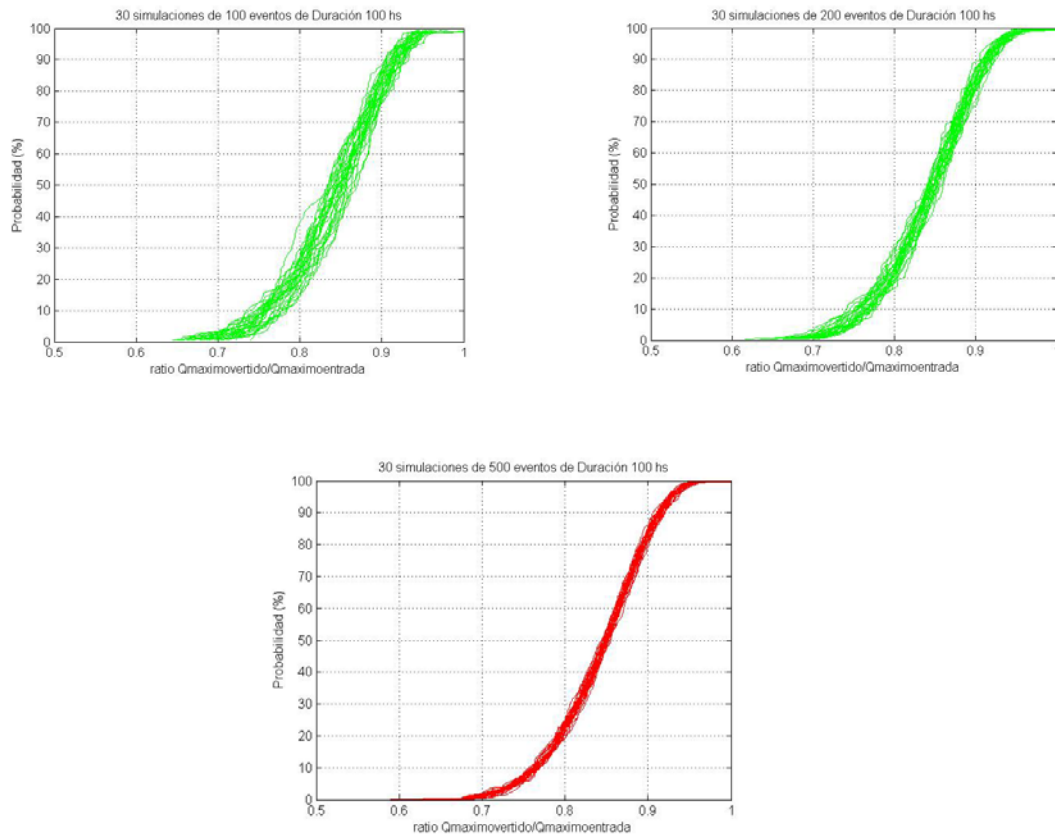 30 simulaciones de 100 eventos de Duración 100 hs
100
90
80
70
60
50
40
30
20
10
0
Probabilidad (%)
0.5 0.6 0.7 0.8 0.9 1
ratio Qmaximovertido/Qmaximoentrada
30 simulaciones de 200 eventos de Duración 100 hs
100
90
80
70
60
50
40
30
20
10
0
Probabilidad (%)
0.5 0.6 0.7 0.8 0.9
ratio Qmaximovertido/Qmaximoentrada
30 simulaciones de 500 eventos de Duración 100 hs
100
90
80
70
60
50
40
30
20
10
0
Probabilidad (%)
0.5 0.6 0.7 0.8 0.9 1
ratio Qmaximovertido/Qmaximoentrada